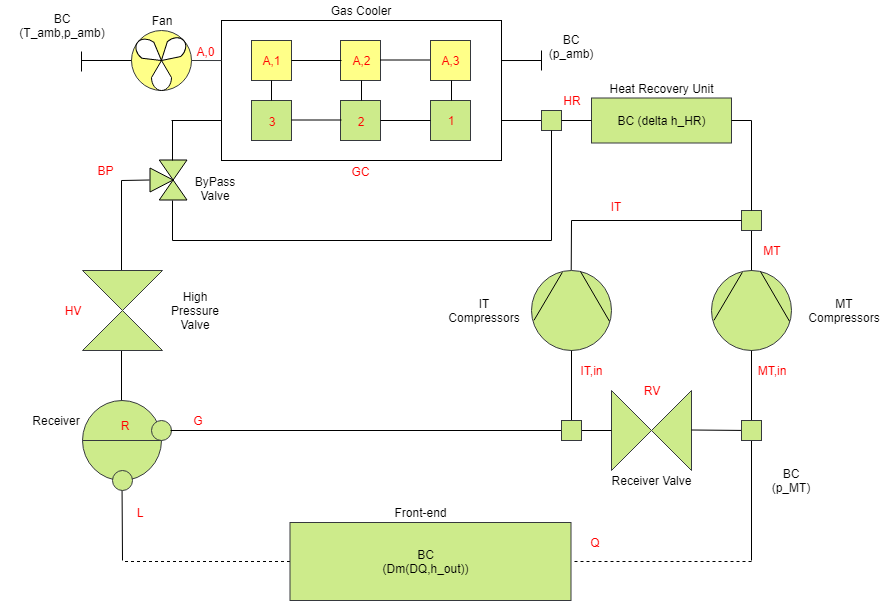 Gas Cooler
BC
(T_amb,p_amb)
Fan
A,0
A,1
A,2
A,3
BC
(p_amb)
3
2
1
GC
HR
Heat Recovery Unit
BC (delta h_HR)
BP
ByPass
Valve
IT
MT
HV
High
Pressure
Valve
IT
Compressors
MT
Compressors
IT,in
RV
MT,in
Receiver
R
G
Receiver Valve
BC
(p_MT)
L
Front-end
Q
BC
(Dm(DQ,h_out))